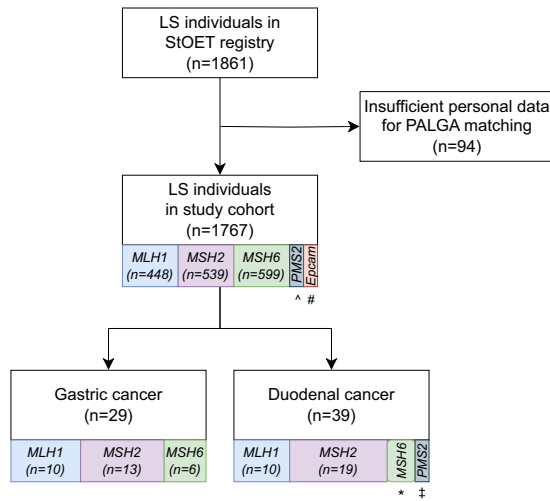 LS individuals in
StOET registry
(n=1861)
Insufficient personal data
for PALGA matching
(n=94)
LS individuals
in study cohort
(n=1767)
MLH1
(n=448)
MSH2
(n=539)
MSH6
(n=599)
PMS2
Epcam
^ #
Gastric cancer
(n=29)
MLH1
(n=10)
MSH2
(n=13)
MSH6
(n=6)
Duodenal cancer
(n=39)
MLH1
(n=10)
MSH2
(n=19)
MSH6
PMS2
* ‡